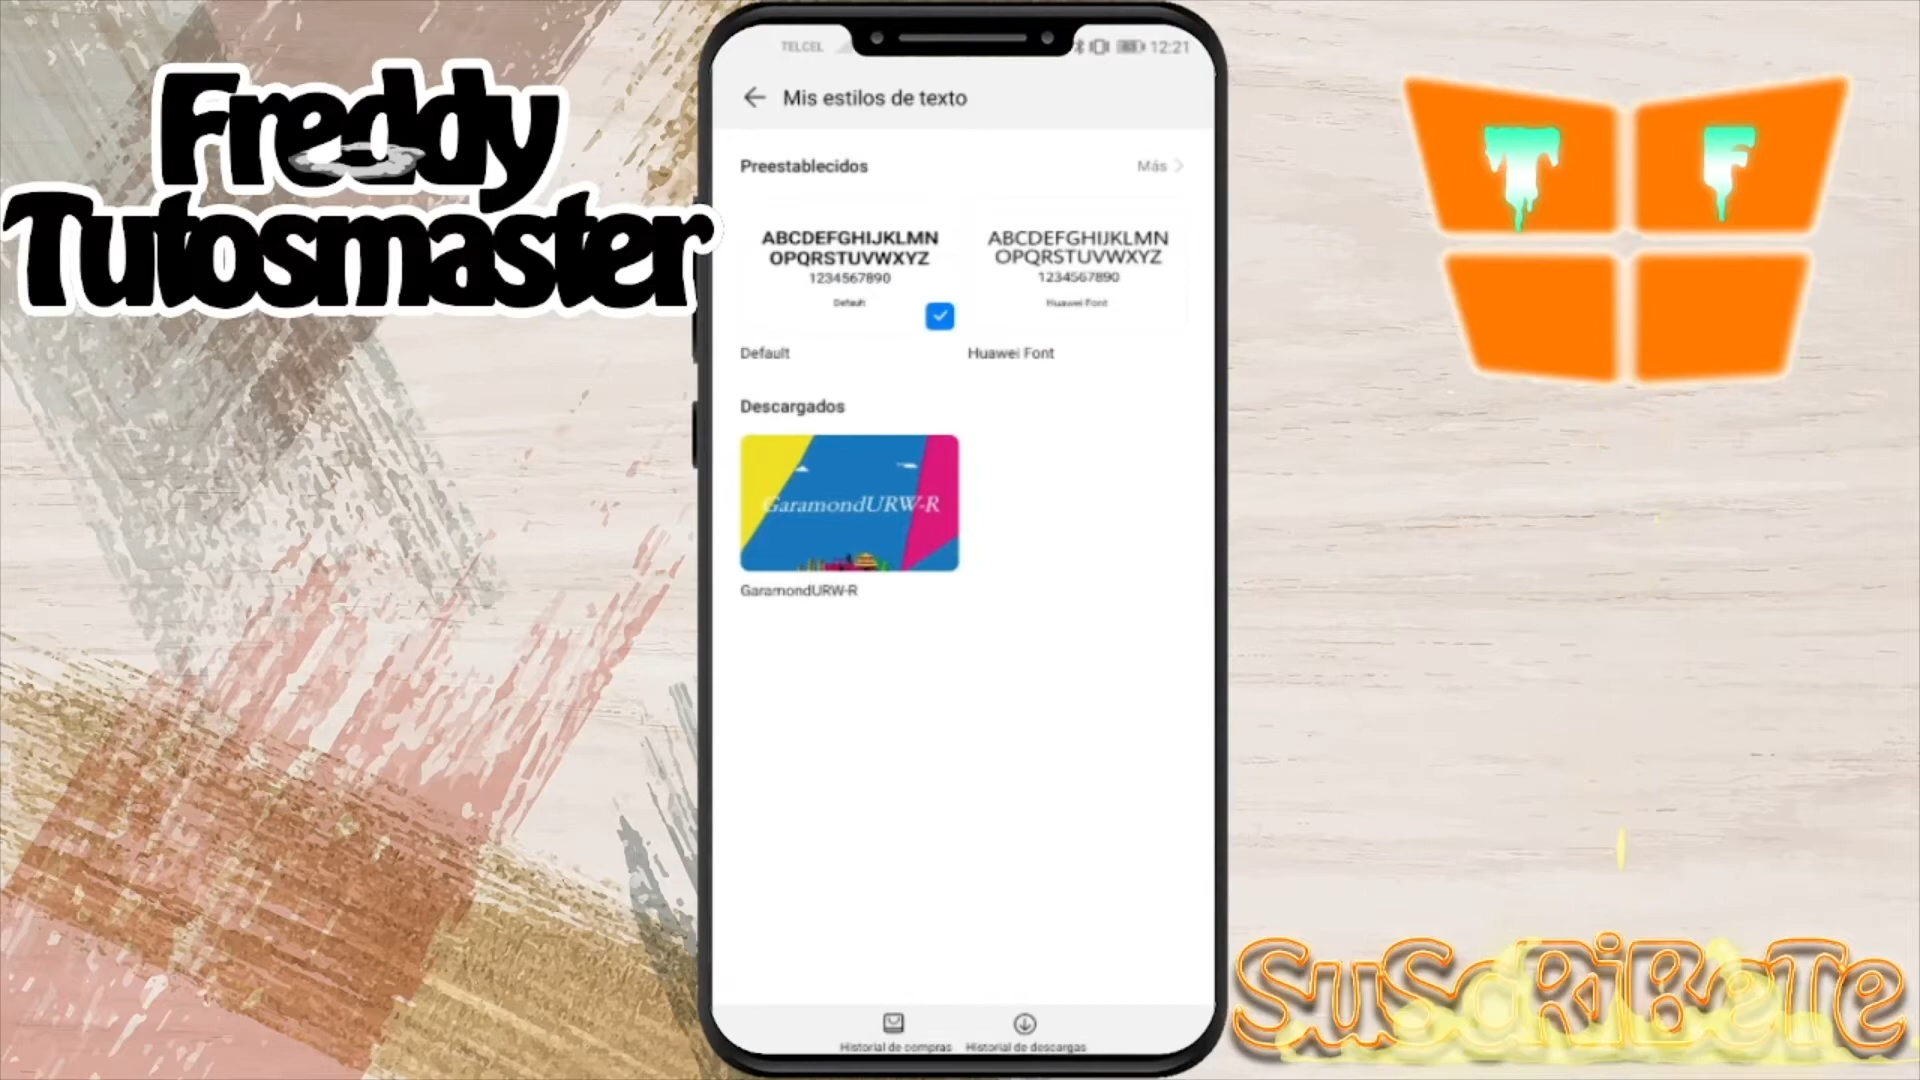 Freddy
Tutosmaster
TELCEL
12:21
Mis estilos de texto
Preestablecidos
Más
ABCDEFGHIJKLMN
OPQRSTUVWXYZ
1234567890
Default
Default
ABCDEFGHIJKLMN
OPQRSTUVWXYZ
1234567890
Huawei Font
Huawei Font
Descargados
GaramondURW-R
GaramondURW-R
Historial de compras
Historial de descargas
T F
SuScRiBeTe